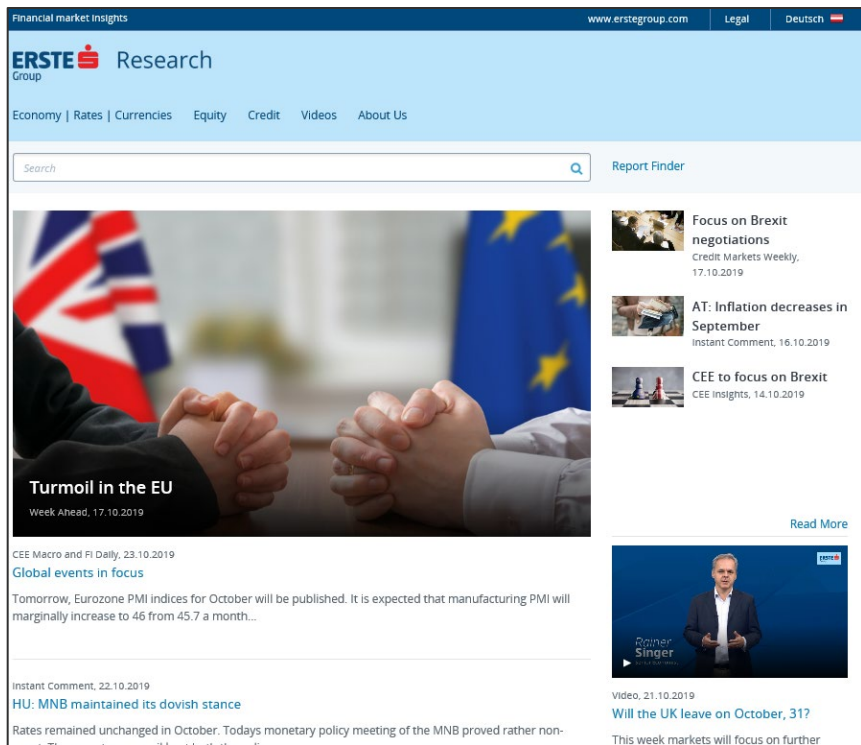 Financial market insights
www.erstegroup.com
Legal
Deutsch
ERSTE
Group
Research
Economy | Rates | Currencies
Equity
Credit
Videos
About Us
Search
Report Finder
Turmoil in the EU
Week Ahead, 17.10.2019
Focus on Brexit
negotiations
Credit Markets Weekly,
17.10.2019
AT: Inflation decreases in
September
Instant Comment, 16.10.2019
CEE to focus on Brexit
CEE Insights, 14.10.2019
Read More
CEE Macro and FI Daily, 23.10.2019
Global events in focus
Tomorrow, Eurozone PMI indices for October will be published. It is expected that manufacturing PMI will
marginally increase to 46 from 45.7 a month...
Instant Comment, 22.10.2019
HU: MNB maintained its dovish stance
Rates remained unchanged in October. Todays monetary policy meeting of the MNB proved rather non-
ERSTE
Rainer
Singer
Video, 21.10.2019
Will the UK leave on October, 31?
This week markets will focus on further